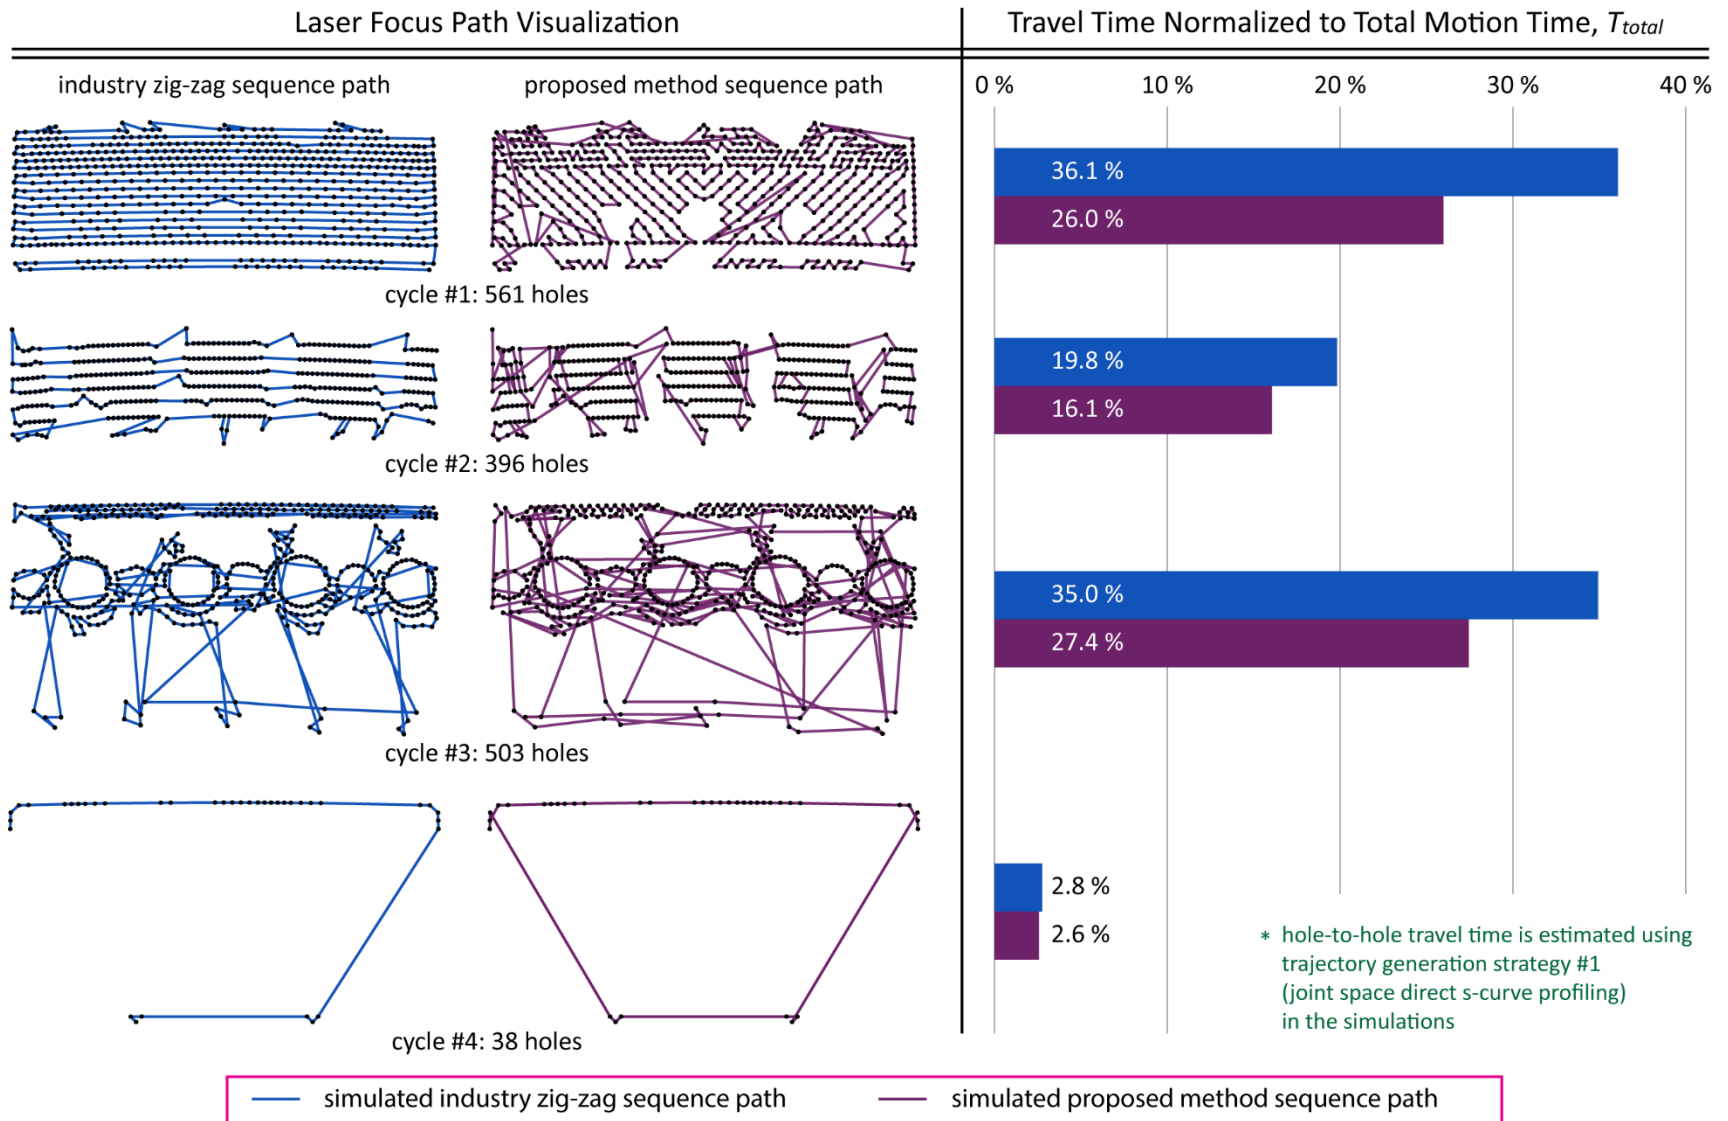 Laser Focus Path Visualization
Travel Time Normalized to Total Motion Time, Ttotal
industry zig-zag sequence path
proposed method sequence path
0 %
10 %
20 %
30 %
40 %
36.1 %
26.0 %
cycle #1: 561 holes
19.8 %
16.1 %
cycle #2: 396 holes
35.0 %
27.4 %
cycle #3: 503 holes
2.8 %
2.6 %
* hole-to-hole travel time is estimated using
trajectory generation strategy #1
(joint space direct s-curve profiling)
in the simulations
cycle #4: 38 holes
simulated industry zig-zag sequence path
simulated proposed method sequence path